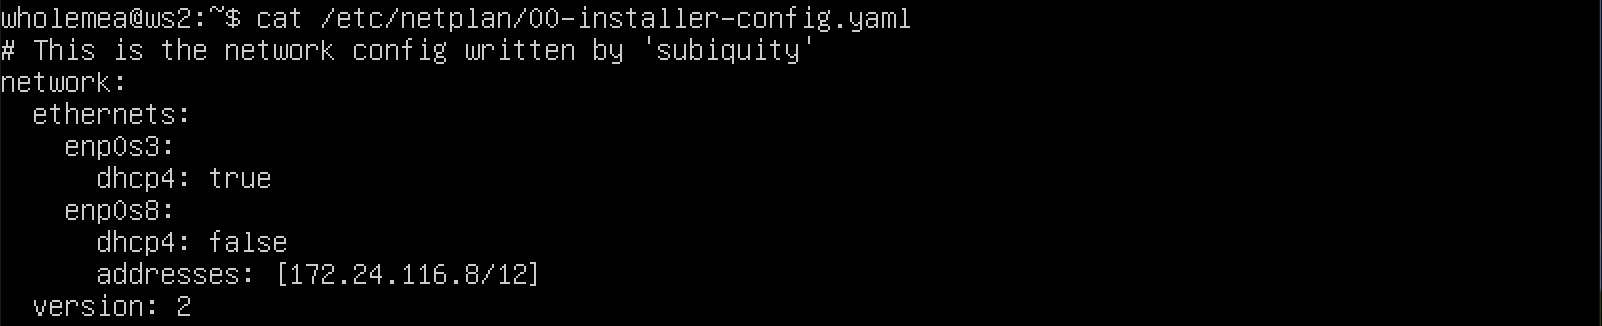 wholemea@ws2:~$ cat /etc/netplan/00-installer-config.yaml
# This is the network config written by 'subiquity'
network:
  ethernets:
    enp0s3:
      dhcp4: true
    enp0s8:
      dhcp4: false
      addresses: [172.24.116.8/12]
  version: 2